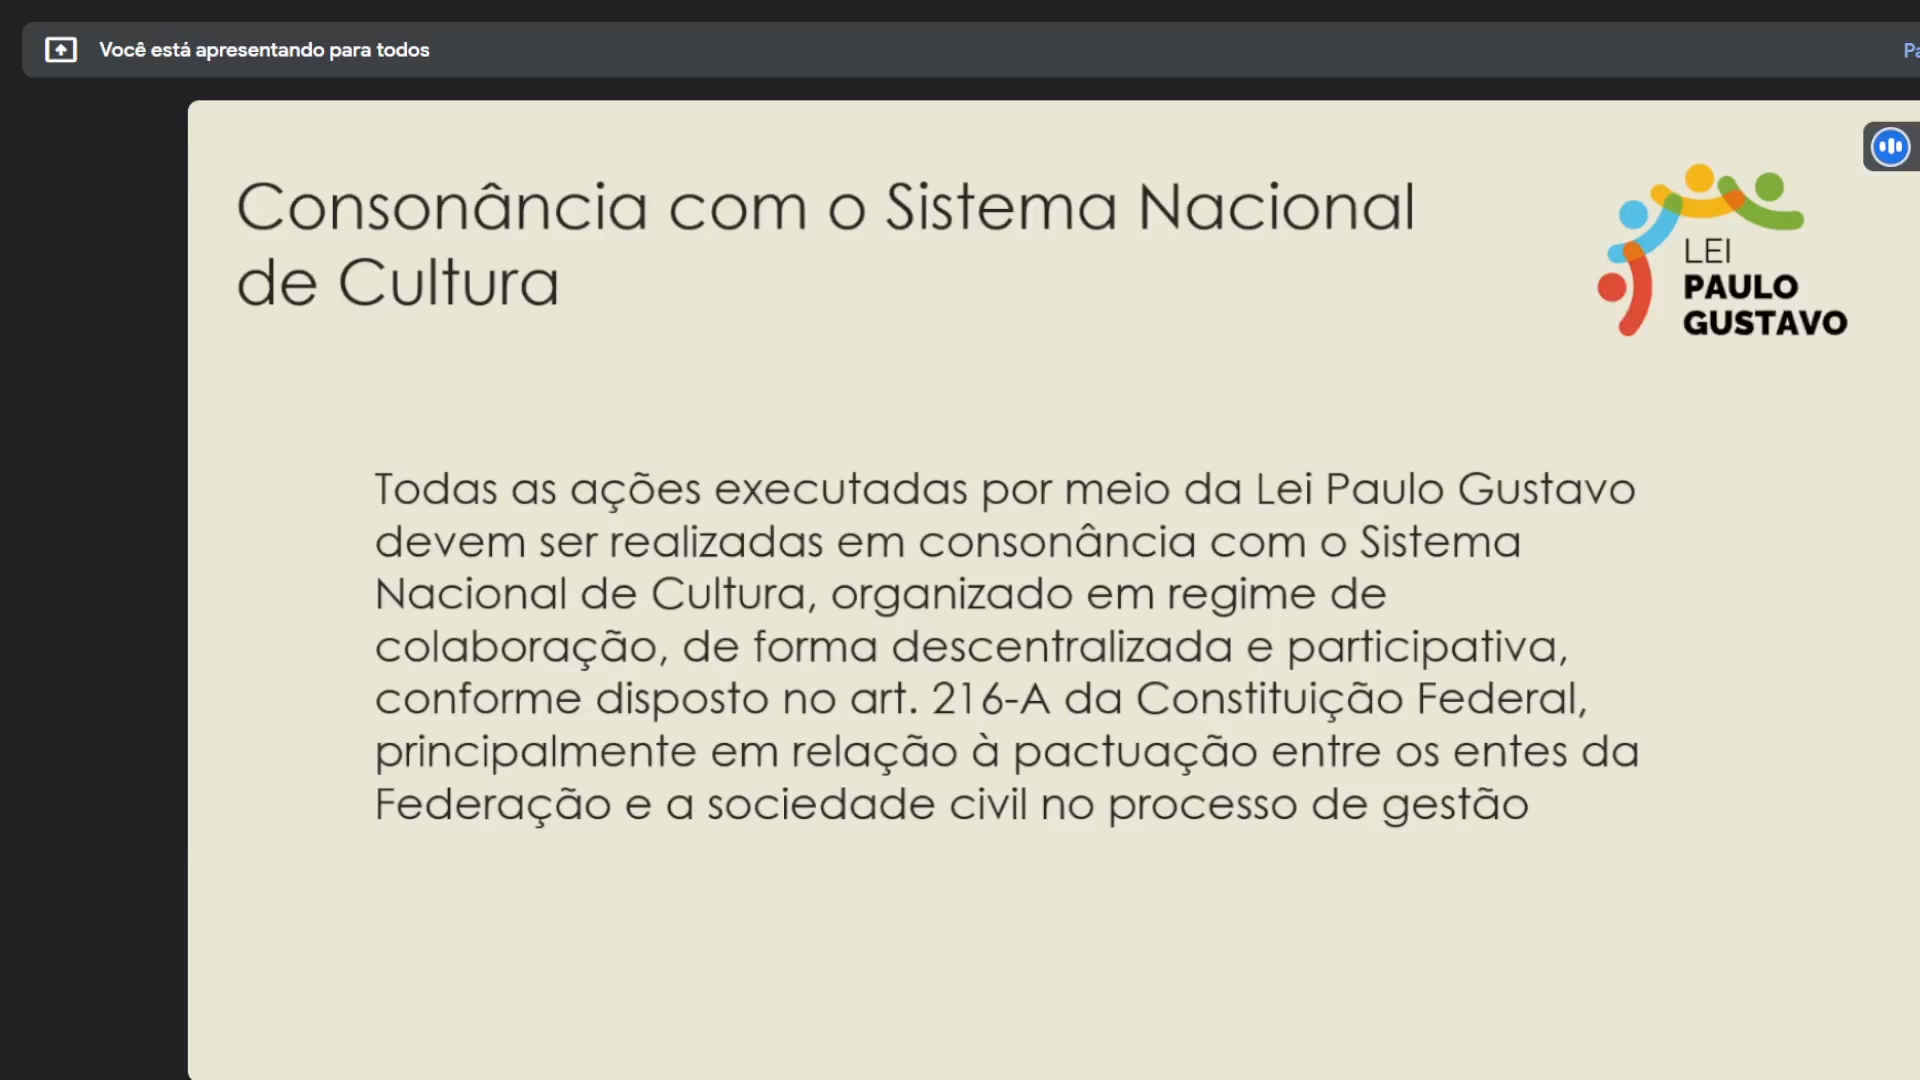 Você está apresentando para todos
Consonância com o Sistema Nacional
de Cultura
LEI
PAULO
GUSTAVO
Todas as ações executadas por meio da Lei Paulo Gustavo
devem ser realizadas em consonância com o Sistema
Nacional de Cultura, organizado em regime de
colaboração, de forma descentralizada e participativa,
conforme disposto no art. 216-A da Constituição Federal,
principalmente em relação à pactuação entre os entes da
Federação e a sociedade civil no processo de gestão